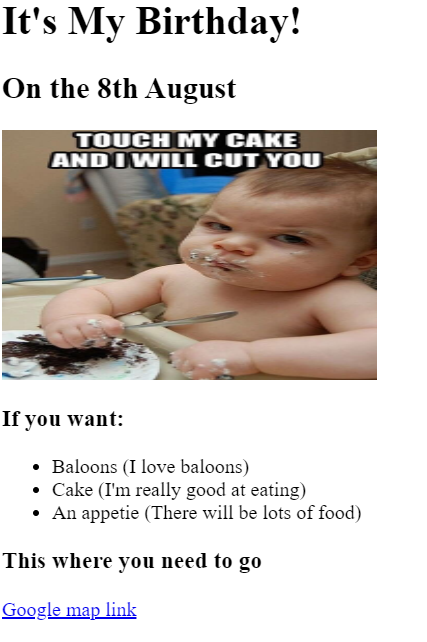 It's My Birthday!
On the 8th August
TOUCH MY CAKE
AND I WILL CUT YOU
If you want:
Baloons (I love baloons)
Cake (I'm really good at eating)
An appetie (There will be lots of food)
This where you need to go
Google map link